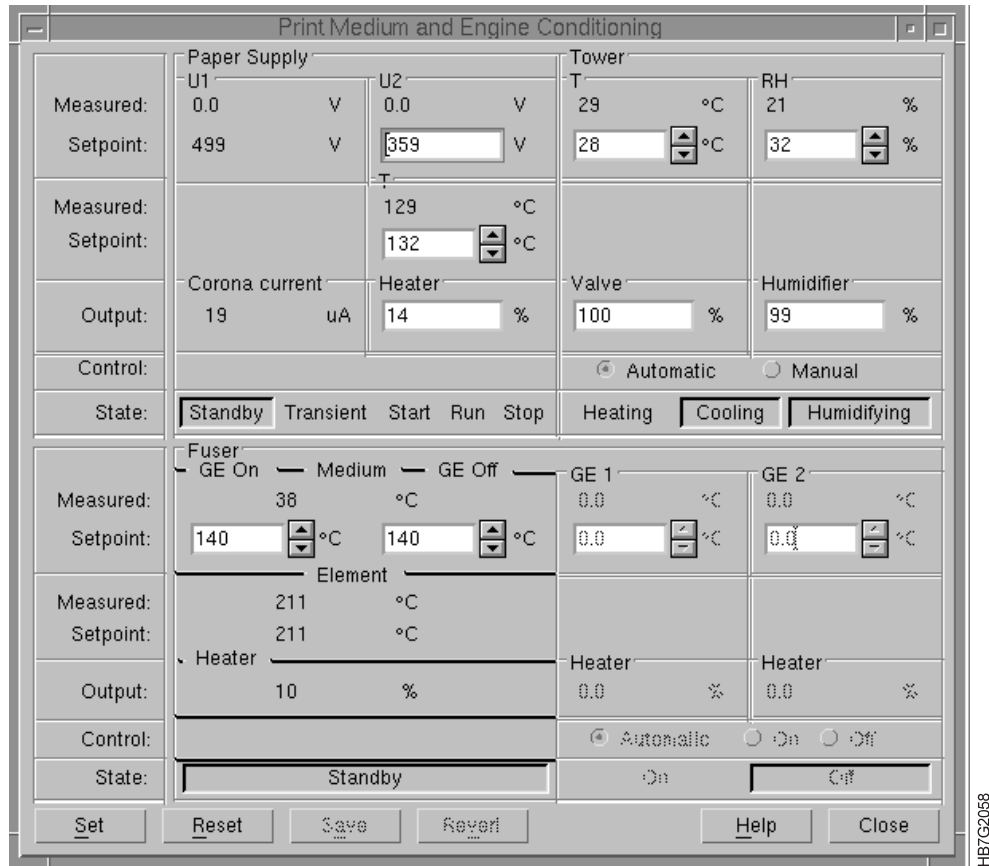 Print Medium and Engine Conditioning
Paper Supply Tower
U1 U2 T RH
Measured: 0.0 V 0.0 V 29 °C 21 %
Setpoint: 499 V 359 V 28 °C 32 %
T
Measured: 129 °C
Setpoint: 132 °C
Corona current Heater Valve Humidifier
Output: 19 uA 14 % 100 % 99 %
Control: Automatic Manual
State: Standby Transient Start Run Stop Heating Cooling Humidifying
Fuser
GE On Medium GE Off GE 1 GE 2
Measured: 38 °C 0.0 °C 0.0 °C
Setpoint: 140 °C 140 °C 0.0 °C 0.0 °C
Element
Measured: 211 °C
Setpoint: 211 °C
Heater Heater Heater
Output: 10 % 0.0 % 0.0 %
Control: Automatic On Off
State: Standby On Off
Set Reset Save Revert Help Close
HB7G2058